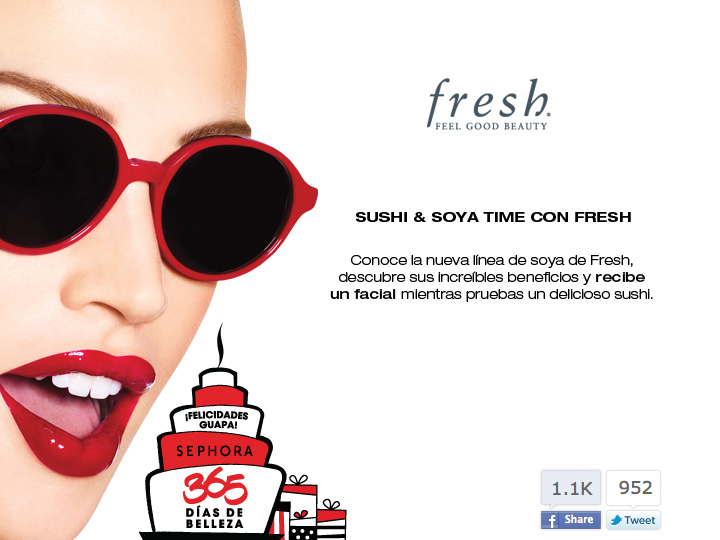 fresh.
FEEL GOOD BEAUTY
SUSHI & SOYA TIME CON FRESH
Conoce la nueva línea de soya de Fresh,
descubre sus increíbles beneficios y recibe
un facial mientras pruebas un delicioso sushi.
¡FELICIDADES
GUAPA!
SEPHORA
365
DÍAS DE
BELLEZA
1.1K
952
f Share
Tweet